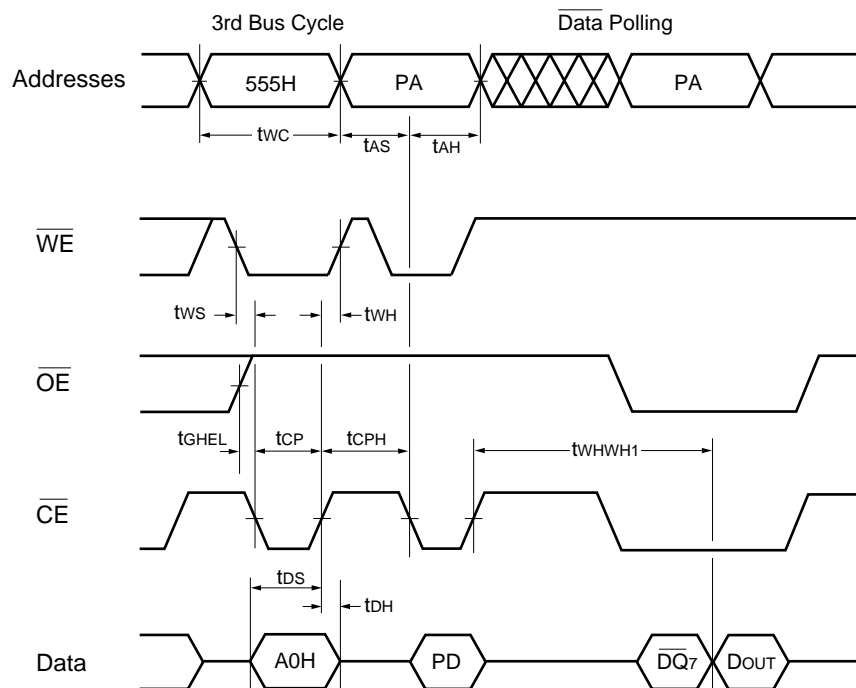 3rd Bus Cycle Data Polling
Addresses 555H PA PA
tWC tAS tAH
WE
tWS tWH
OE
tGHEL tCP tCPH tWHWH1
CE
tDS tDH
Data A0H PD DQ7 DOUT